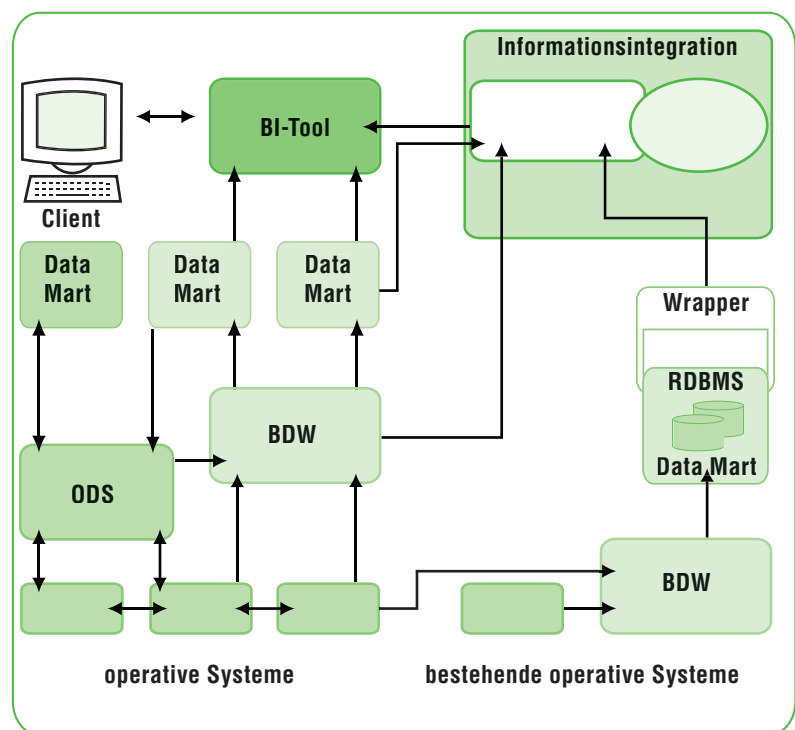 Informationsintegration
BI-Tool
Client
Data
Mart
Data
Mart
Data
Mart
Wrapper
RDBMS
Data Mart
BDW
ODS
BDW
operative Systeme
bestehende operative Systeme